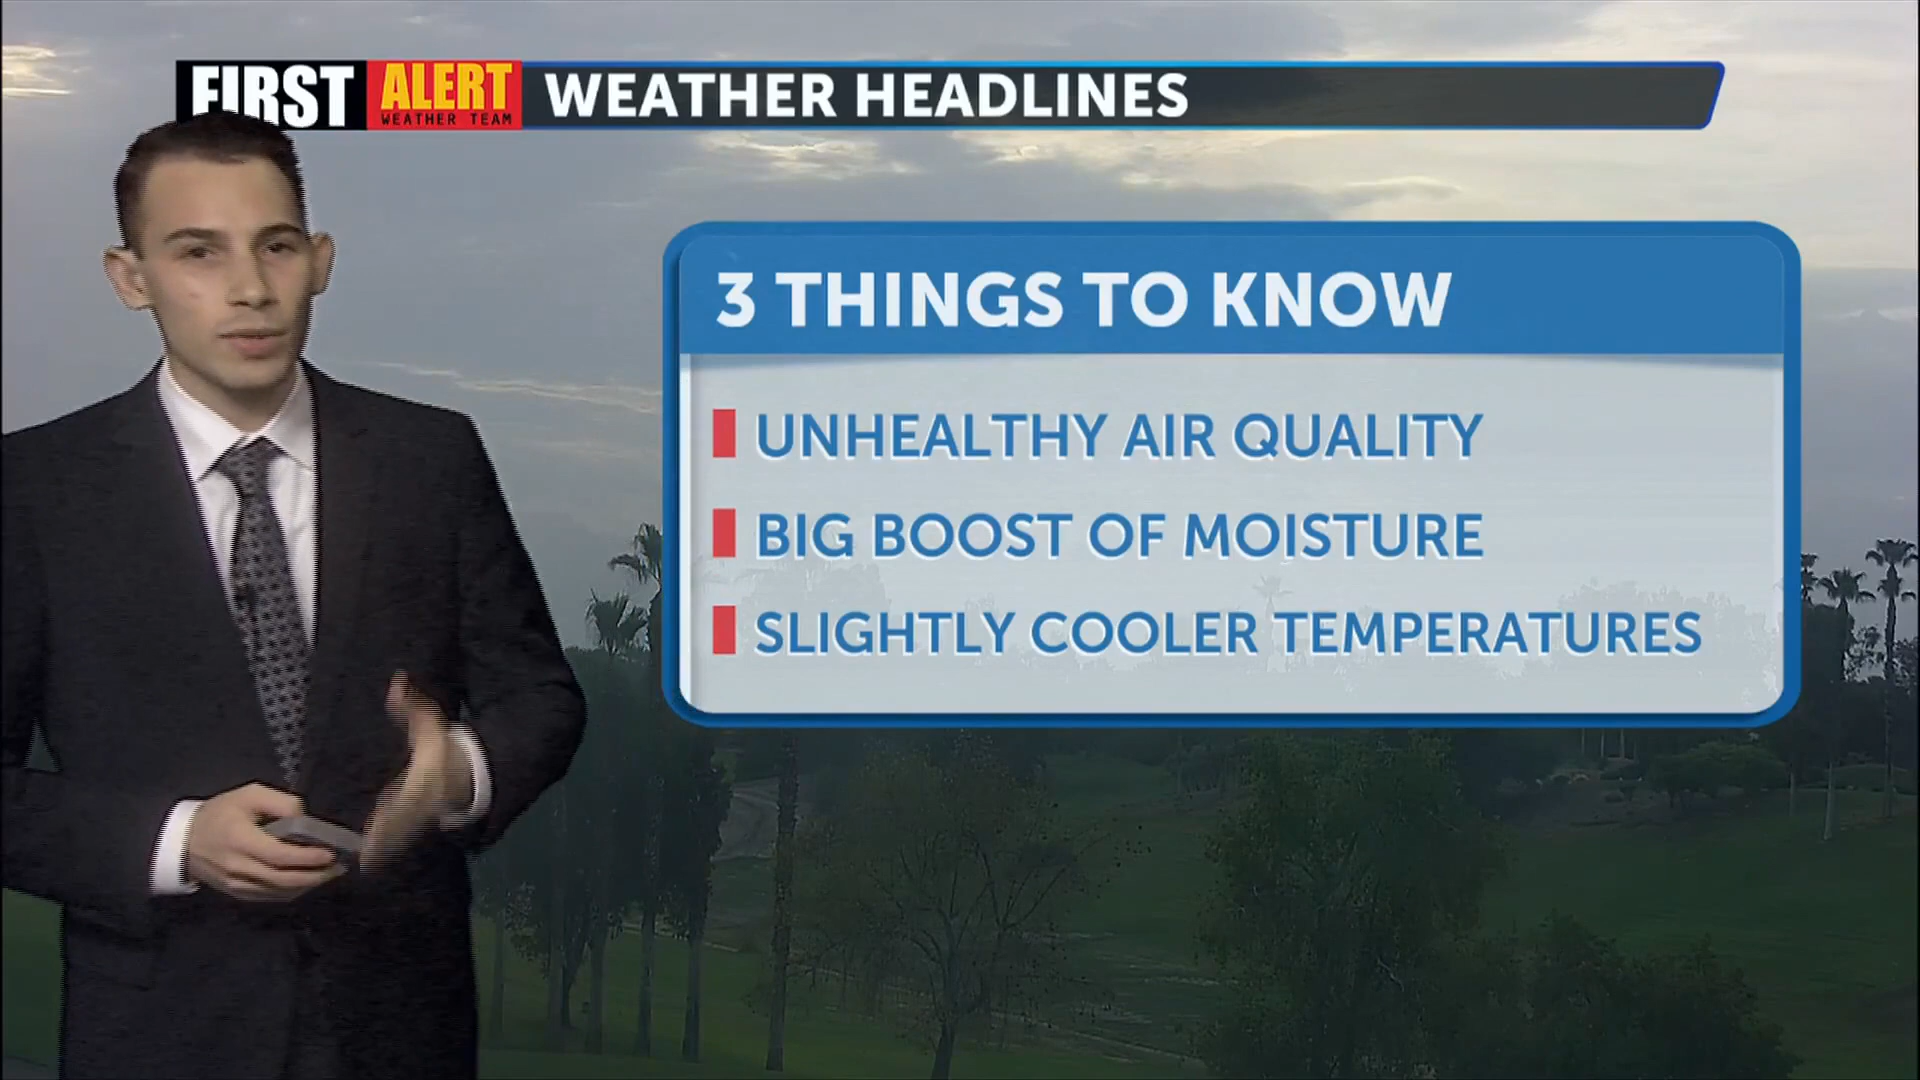 FIRST ALERT WEATHER TEAM WEATHER HEADLINES
3 THINGS TO KNOW
UNHEALTHY AIR QUALITY
BIG BOOST OF MOISTURE
SLIGHTLY COOLER TEMPERATURES